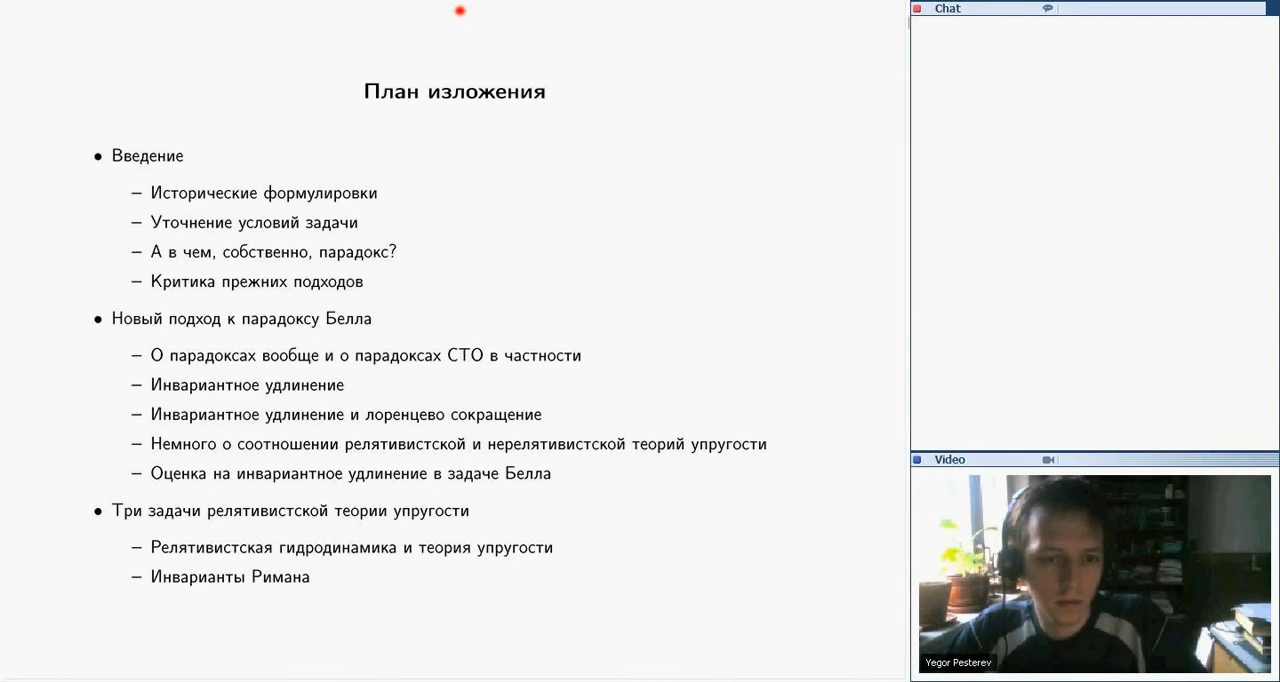 План изложения
• Введение
– Исторические формулировки
– Уточнение условий задачи
– А в чем, собственно, парадокс?
– Критика прежних подходов
• Новый подход к парадоксу Белла
– О парадоксах вообще и о парадоксах СТО в частности
– Инвариантное удлинение
– Инвариантное удлинение и лоренцево сокращение
– Немного о соотношении релятивистской и нерелятивистской теорий упругости
– Оценка на инвариантное удлинение в задаче Белла
• Три задачи релятивистской теории упругости
– Релятивистская гидродинамика и теория упругости
– Инварианты Римана
Chat
Video
Yegor Pesterev